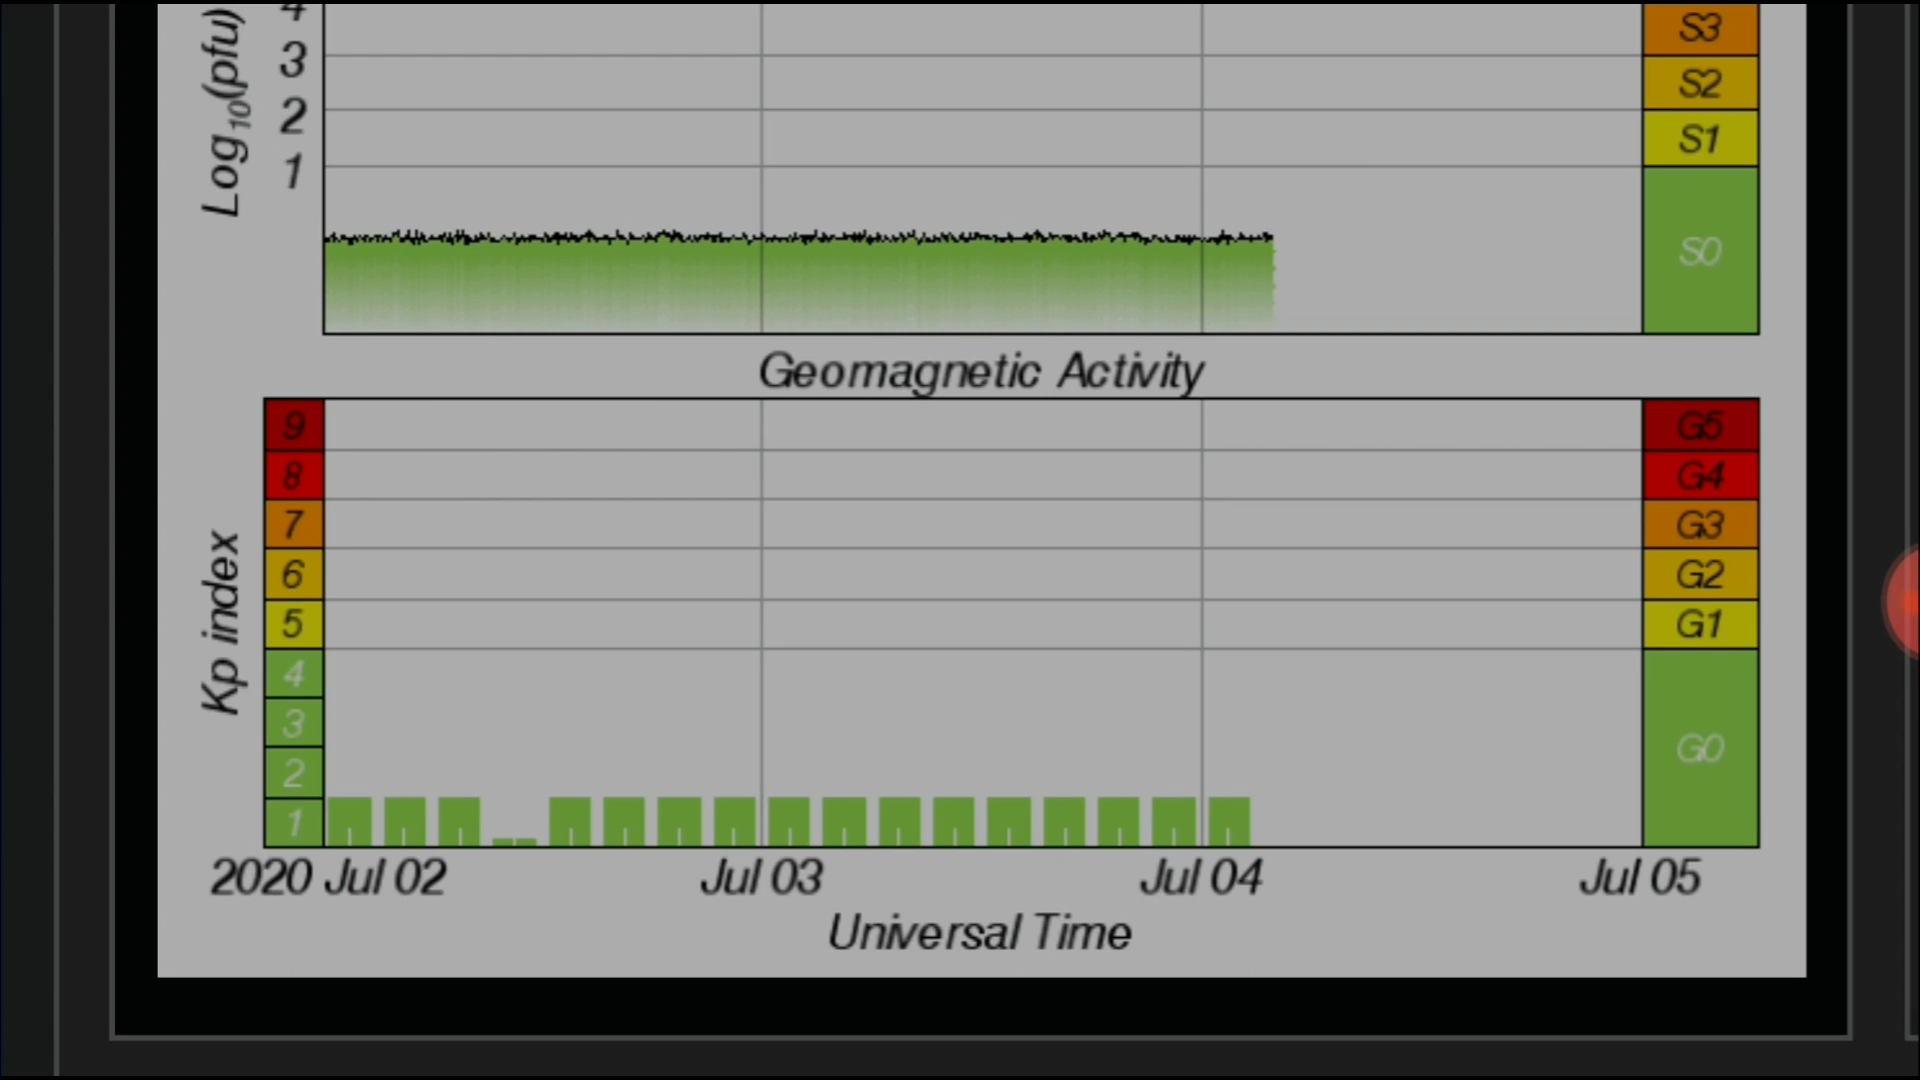 Log10(pfu)
4
3
2
1
S3
S2
S1
S0
Geomagnetic Activity
Kp index
9
8
7
6
5
4
3
2
1
G5
G4
G3
G2
G1
G0
2020 Jul 02
Jul 03
Jul 04
Jul 05
Universal Time